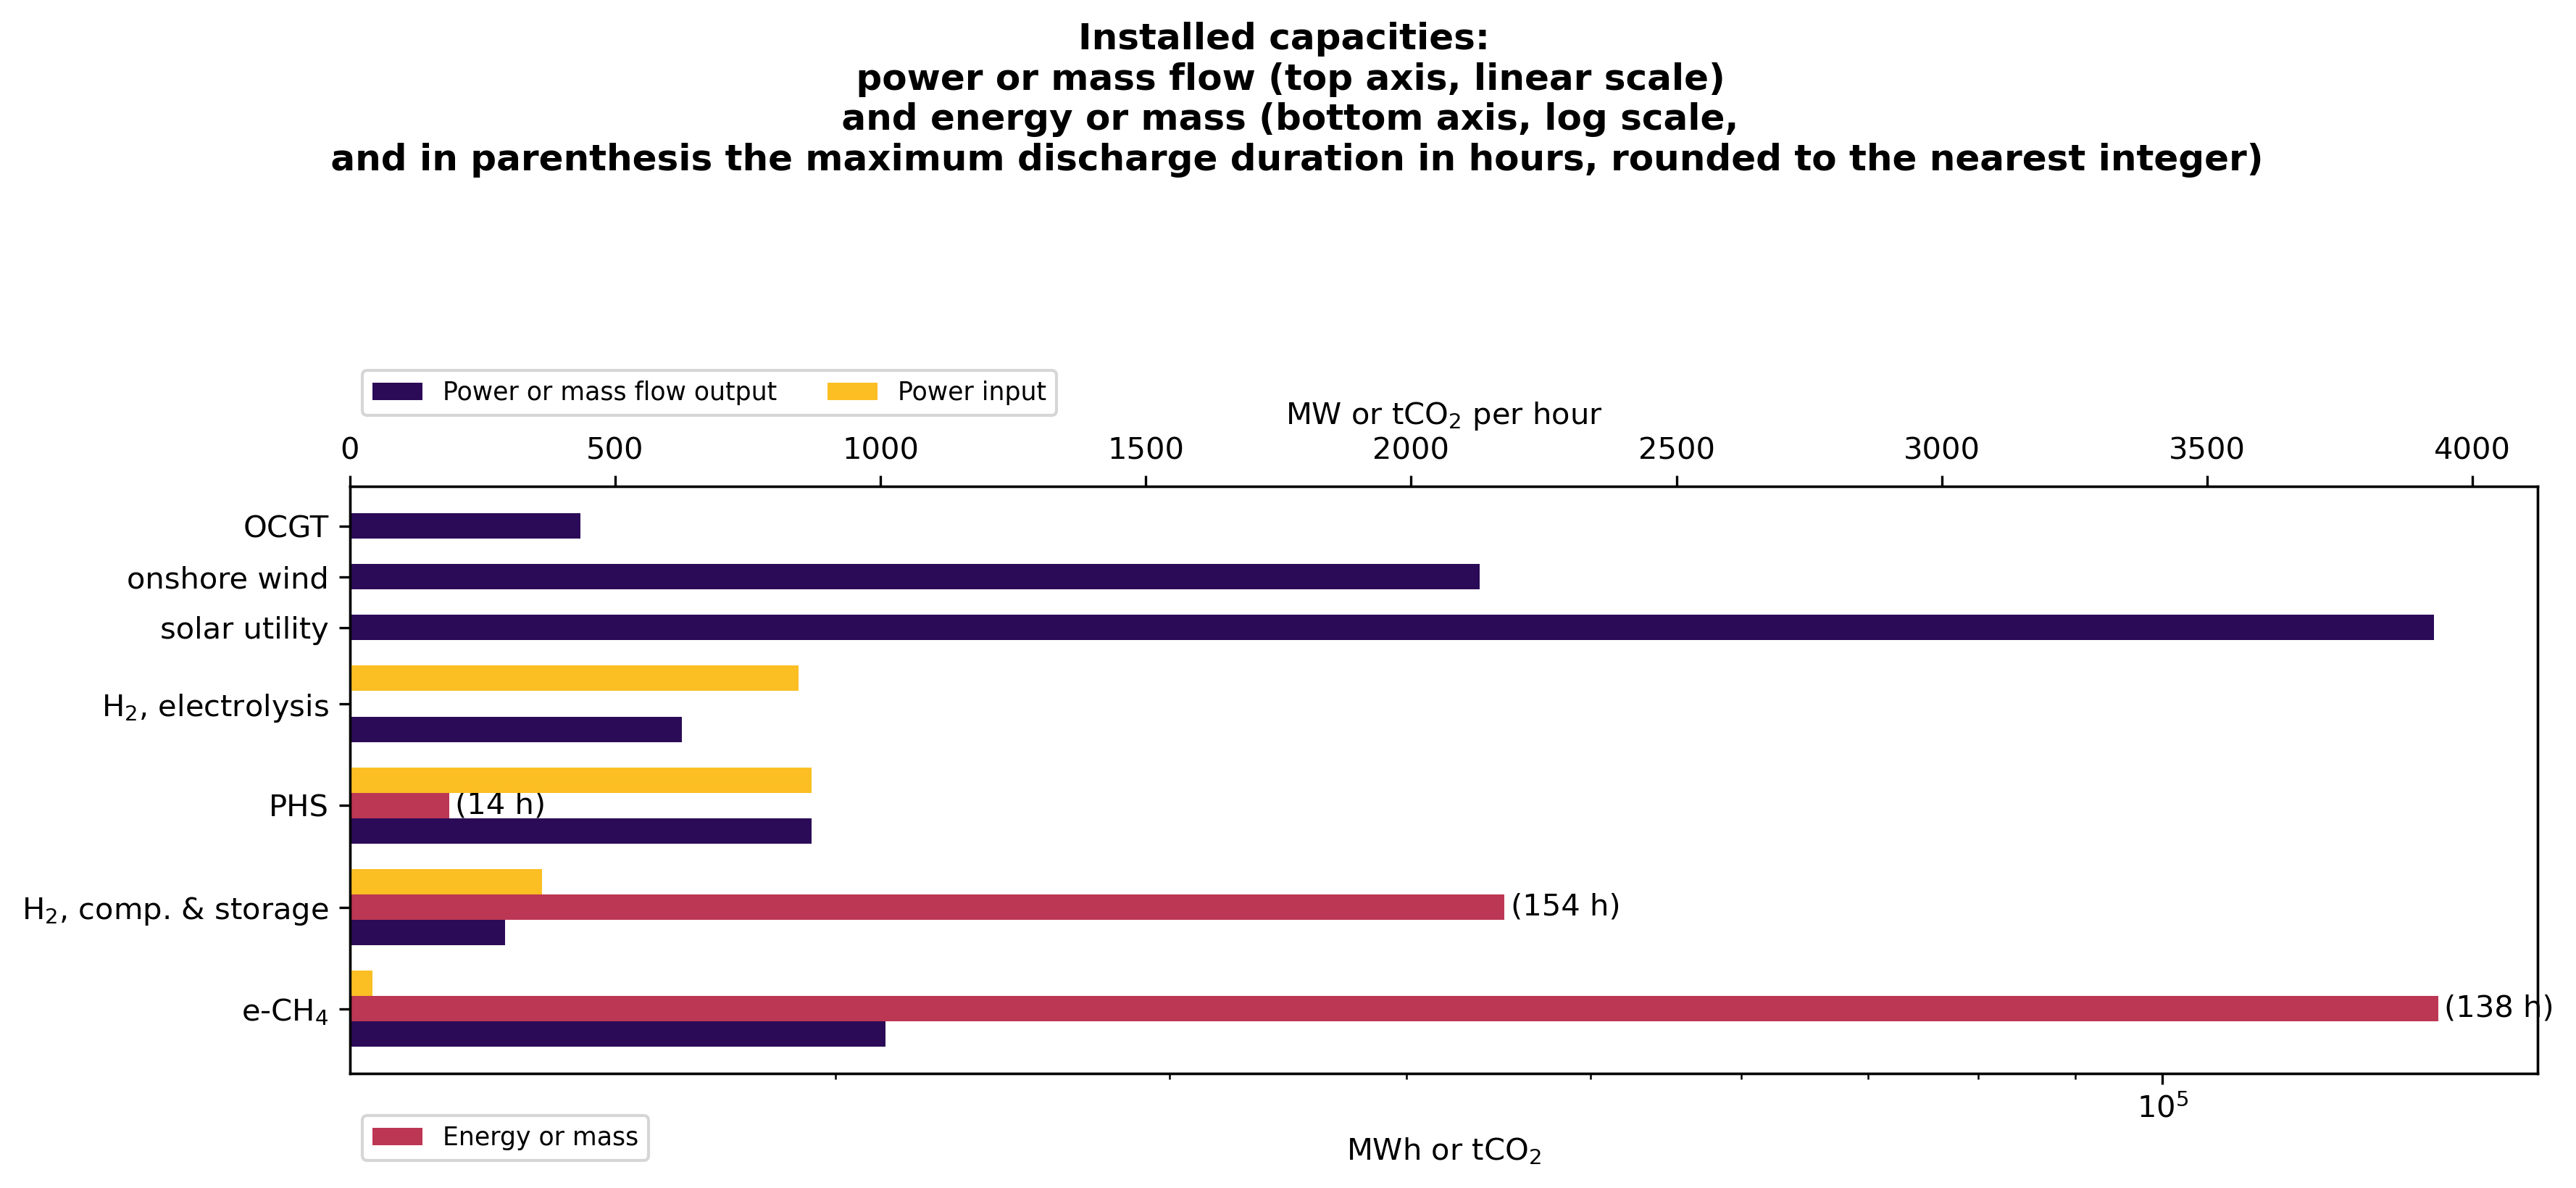 Installed capacities:
power or mass flow (top axis, linear scale)
and energy or mass (bottom axis, log scale,
and in parenthesis the maximum discharge duration in hours, rounded to the nearest integer)
Power or mass flow output
Power input
MW or tCO₂ per hour
0 500 1000 1500 2000 2500 3000 3500 4000
OCGT
onshore wind
solar utility
H₂, electrolysis
PHS
(14 h)
H₂, comp. & storage
(154 h)
e-CH₄
(138 h)
10⁵
Energy or mass
MWh or tCO₂